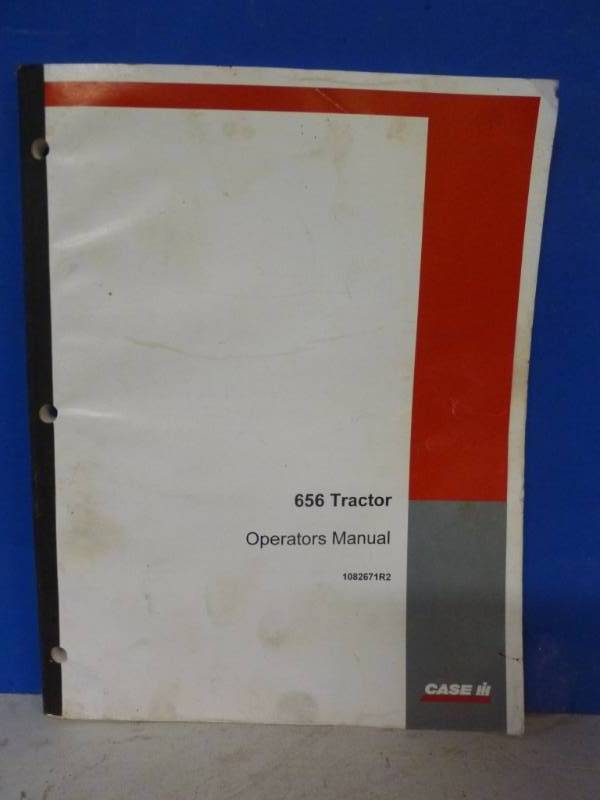 656 Tractor
Operators Manual
1082671R2
CASE IH